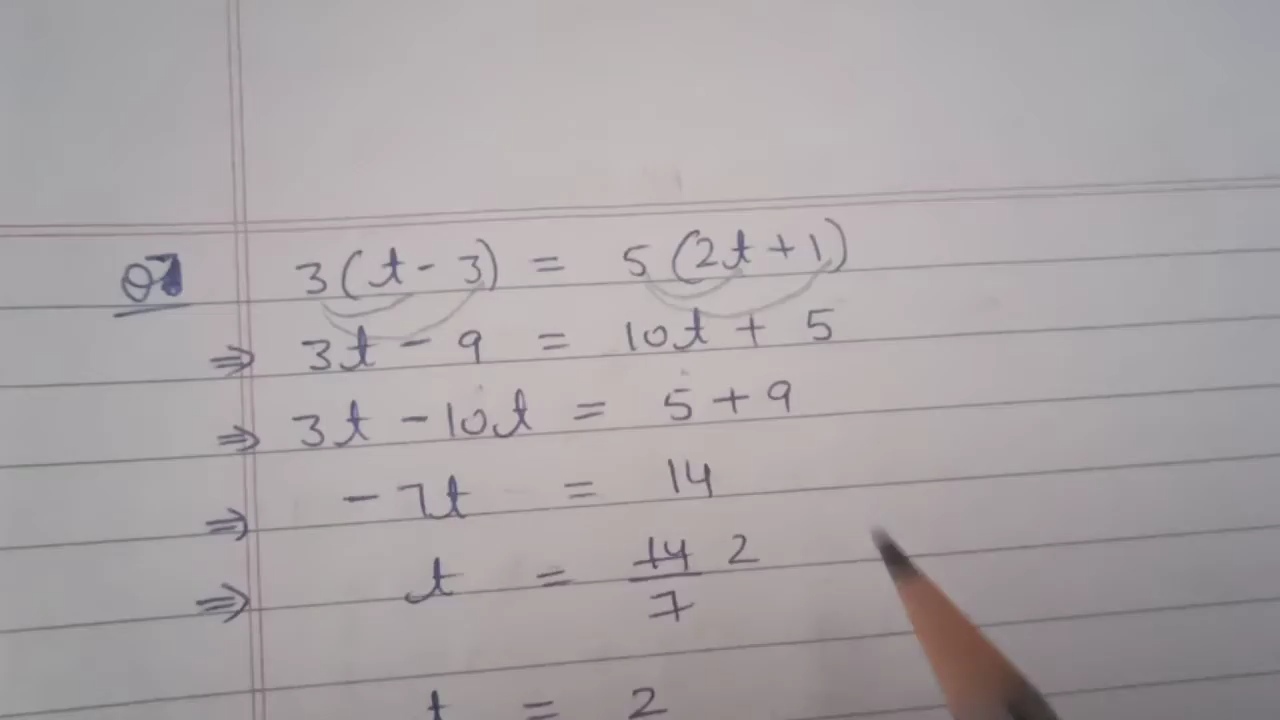 Q7 3(t - 3) = 5(2t + 1)
⇒ 3t - 9 = 10t + 5
⇒ 3t - 10t = 5 + 9
⇒ - 7t = 14
⇒ t = 14/7 2
t = 2